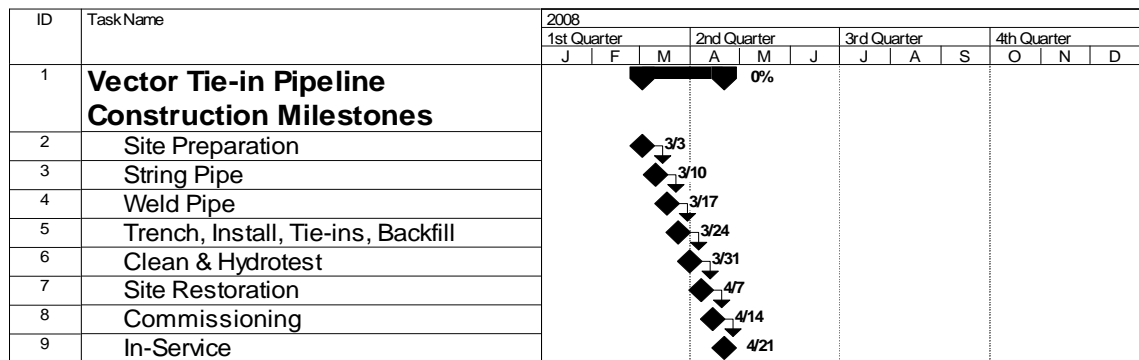 ID Task Name 2008
1st Quarter 2nd Quarter 3rd Quarter 4th Quarter
J F M A M J J A S O N D
1 Vector Tie-in Pipeline 0%
Construction Milestones
2 Site Preparation 3/3
3 String Pipe 3/10
4 Weld Pipe 3/17
5 Trench, Install, Tie-ins, Backfill 3/24
6 Clean & Hydrotest 3/31
7 Site Restoration 4/7
8 Commissioning 4/14
9 In-Service 4/21